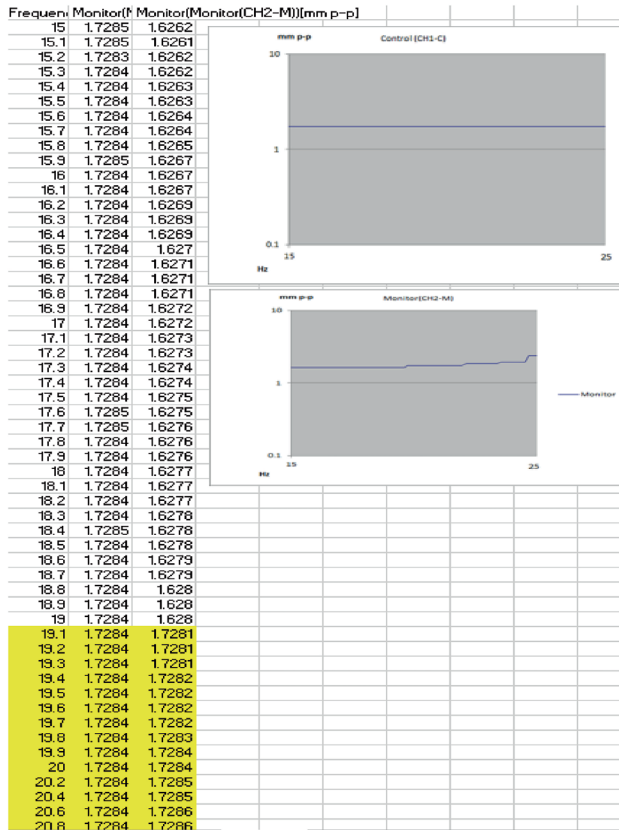 Frequen Monitor(M Monitor(Monitor(CH2-M))[mm p-p]
15 1.7285 1.6262
15.1 1.7285 1.6261
15.2 1.7283 1.6262
15.3 1.7284 1.6262
15.4 1.7284 1.6263
15.5 1.7284 1.6263
15.6 1.7284 1.6264
15.7 1.7284 1.6264
15.8 1.7284 1.6265
15.9 1.7285 1.6267
16 1.7284 1.6267
16.1 1.7284 1.6267
16.2 1.7284 1.6269
16.3 1.7284 1.6269
16.4 1.7284 1.6269
16.5 1.7284 1.627
16.6 1.7284 1.6271
16.7 1.7284 1.6271
16.8 1.7284 1.6271
16.9 1.7284 1.6272
17 1.7284 1.6272
17.1 1.7284 1.6273
17.2 1.7284 1.6273
17.3 1.7284 1.6274
17.4 1.7284 1.6274
17.5 1.7284 1.6275
17.6 1.7285 1.6275
17.7 1.7285 1.6276
17.8 1.7284 1.6276
17.9 1.7284 1.6276
18 1.7284 1.6277
18.1 1.7284 1.6277
18.2 1.7284 1.6277
18.3 1.7284 1.6278
18.4 1.7285 1.6278
18.5 1.7284 1.6278
18.6 1.7284 1.6279
18.7 1.7284 1.6279
18.8 1.7284 1.628
18.9 1.7284 1.628
19 1.7284 1.628
19.1 1.7284 1.7281
19.2 1.7284 1.7281
19.3 1.7284 1.7281
19.4 1.7284 1.7282
19.5 1.7284 1.7282
19.6 1.7284 1.7282
19.7 1.7284 1.7282
19.8 1.7284 1.7283
19.9 1.7284 1.7284
20 1.7284 1.7284
20.2 1.7284 1.7285
20.4 1.7284 1.7285
20.6 1.7284 1.7286
20.8 1.7284 1.7286
mm p-p Control (CH1-C)
10
1
0.1
15 25
Hz
mm p-p Monitor(CH2-M)
10
1
Monitor
0.1
15 25
Hz